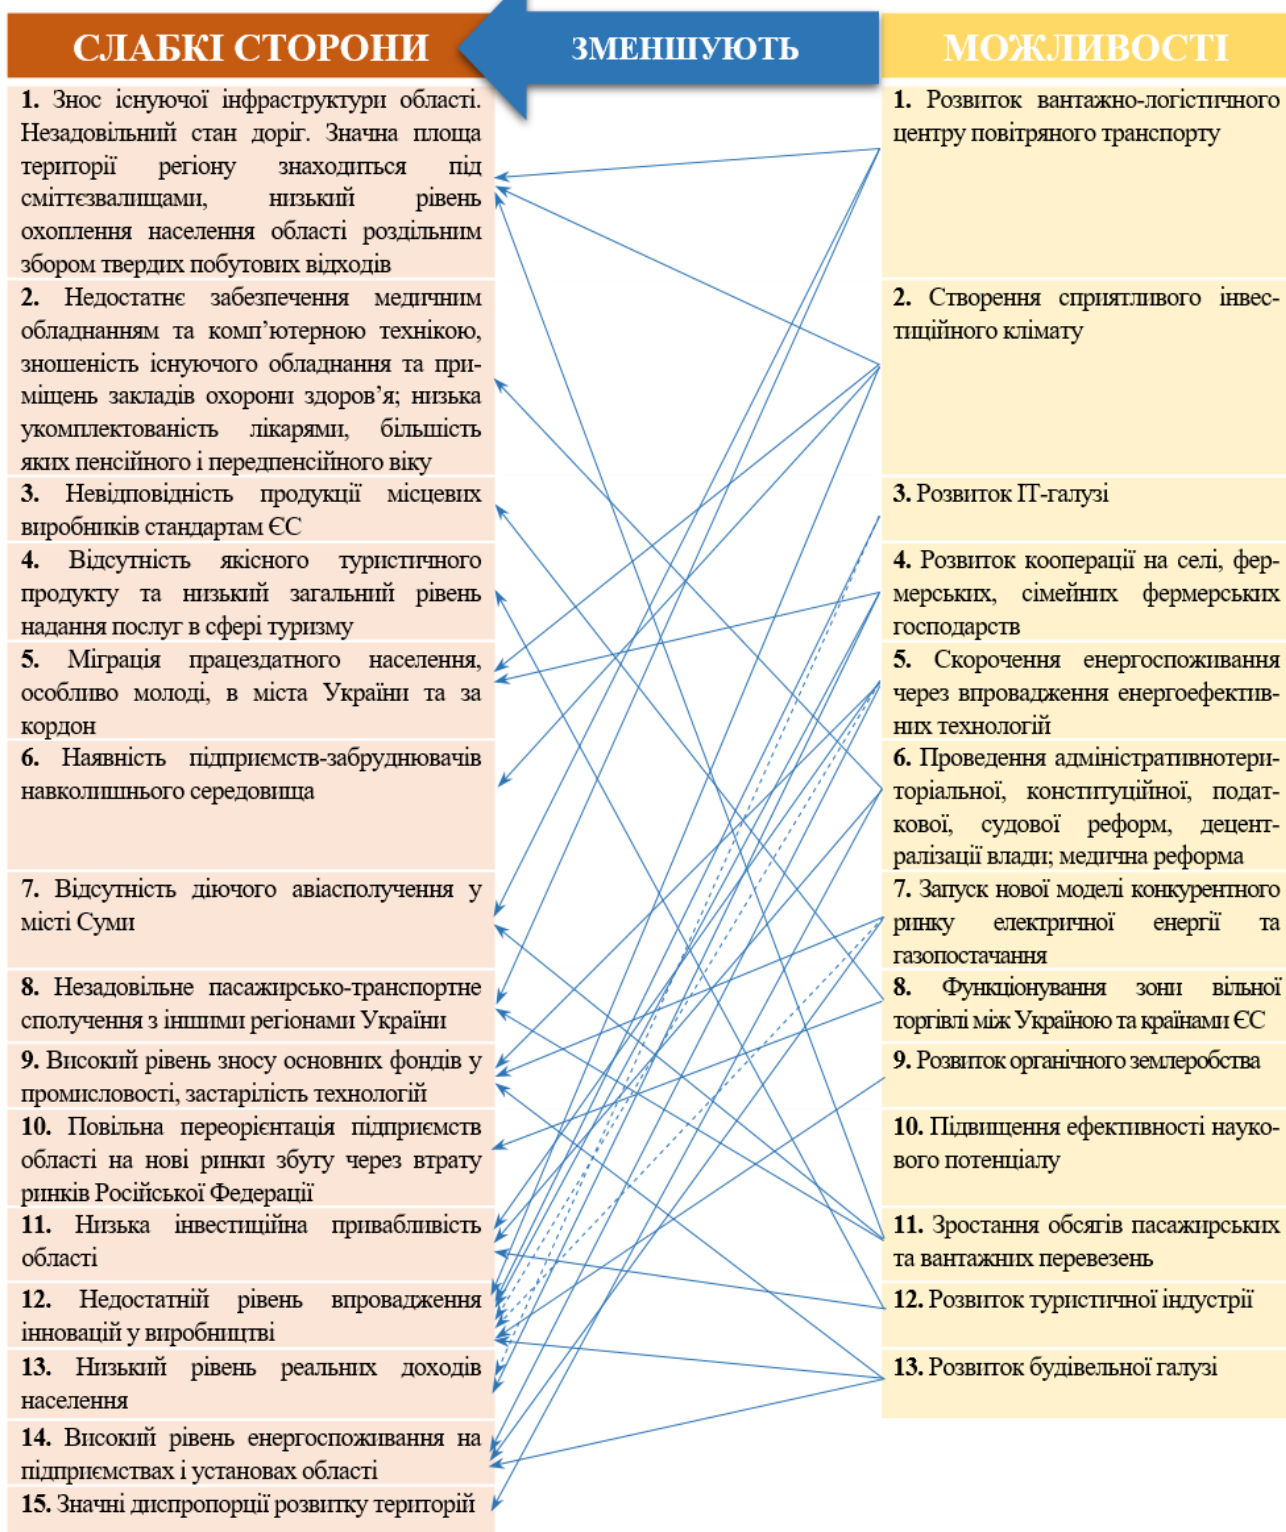 СЛАБКІ СТОРОНИ
ЗМЕНШУЮТЬ
МОЖЛИВОСТІ
1. Знос існуючої інфраструктури області.
Незадовільний стан доріг. Значна площа
території регіону знаходиться під
сміттєзвалищами, низький рівень
охоплення населення області роздільним
збором твердих побутових відходів
2. Недостатнє забезпечення медичним
обладнанням та комп’ютерною технікою,
зношеність існуючого обладнання та при-
міщень закладів охорони здоров’я; низька
укомплектованість лікарями, більшість
яких пенсійного і передпенсійного віку
3. Невідповідність продукції місцевих
виробників стандартам ЄС
4. Відсутність якісного туристичного
продукту та низький загальний рівень
надання послуг в сфері туризму
5. Міграція працездатного населення,
особливо молоді, в міста України та за
кордон
6. Наявність підприємств-забруднювачів
навколишнього середовища
7. Відсутність діючого авіасполучення у
місті Суми
8. Незадовільне пасажирсько-транспортне
сполучення з іншими регіонами України
9. Високий рівень зносу основних фондів у
промисловості, застарілість технологій
10. Повільна переорієнтація підприємств
області на нові ринки збуту через втрату
ринків Російської Федерації
11. Низька інвестиційна привабливість
області
12. Недостатній рівень впровадження
інновацій у виробництві
13. Низький рівень реальних доходів
населення
14. Високий рівень енергоспоживання на
підприємствах і установах області
15. Значні диспропорції розвитку територій
1. Розвиток вантажно-логістичного
центру повітряного транспорту
2. Створення сприятливого інвес-
тиційного клімату
3. Розвиток ІТ-галузі
4. Розвиток кооперації на селі, фер-
мерських, сімейних фермерських
господарств
5. Скорочення енергоспоживання
через впровадження енергоефектив-
них технологій
6. Проведення адміністративнотери-
торіальної, конституційної, подат-
кової, судової реформ, децент-
ралізації влади; медична реформа
7. Запуск нової моделі конкурентного
ринку електричної енергії та
газопостачання
8. Функціонування зони вільної
торгівлі між Україною та країнами ЄС
9. Розвиток органічного землеробства
10. Підвищення ефективності науко-
вого потенціалу
11. Зростання обсягів пасажирських
та вантажних перевезень
12. Розвиток туристичної індустрії
13. Розвиток будівельної галузі